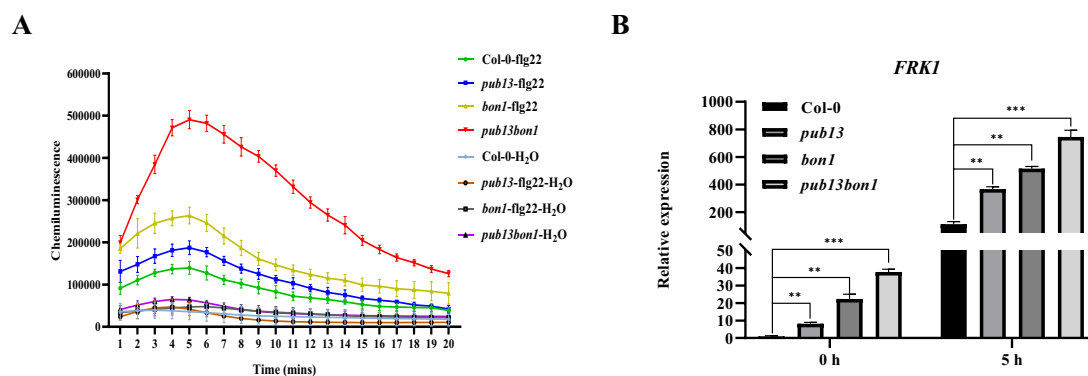 A
Chemiluminescence
600000
500000
400000
300000
200000
100000
0
1 2 3 4 5 6 7 8 9 10 11 12 13 14 15 16 17 18 19 20
Time (mins)
Col-0-flg22
pub13-flg22
bon1-flg22
pub13bon1
Col-0-H₂O
pub13-flg22-H₂O
bon1-flg22-H₂O
pub13bon1-H₂O
B
FRK1
Relative expression
1000
800
600
400
200
50
40
30
20
10
0
Col-0
pub13
bon1
pub13bon1
***
**
**
***
**
**
0 h 5 h